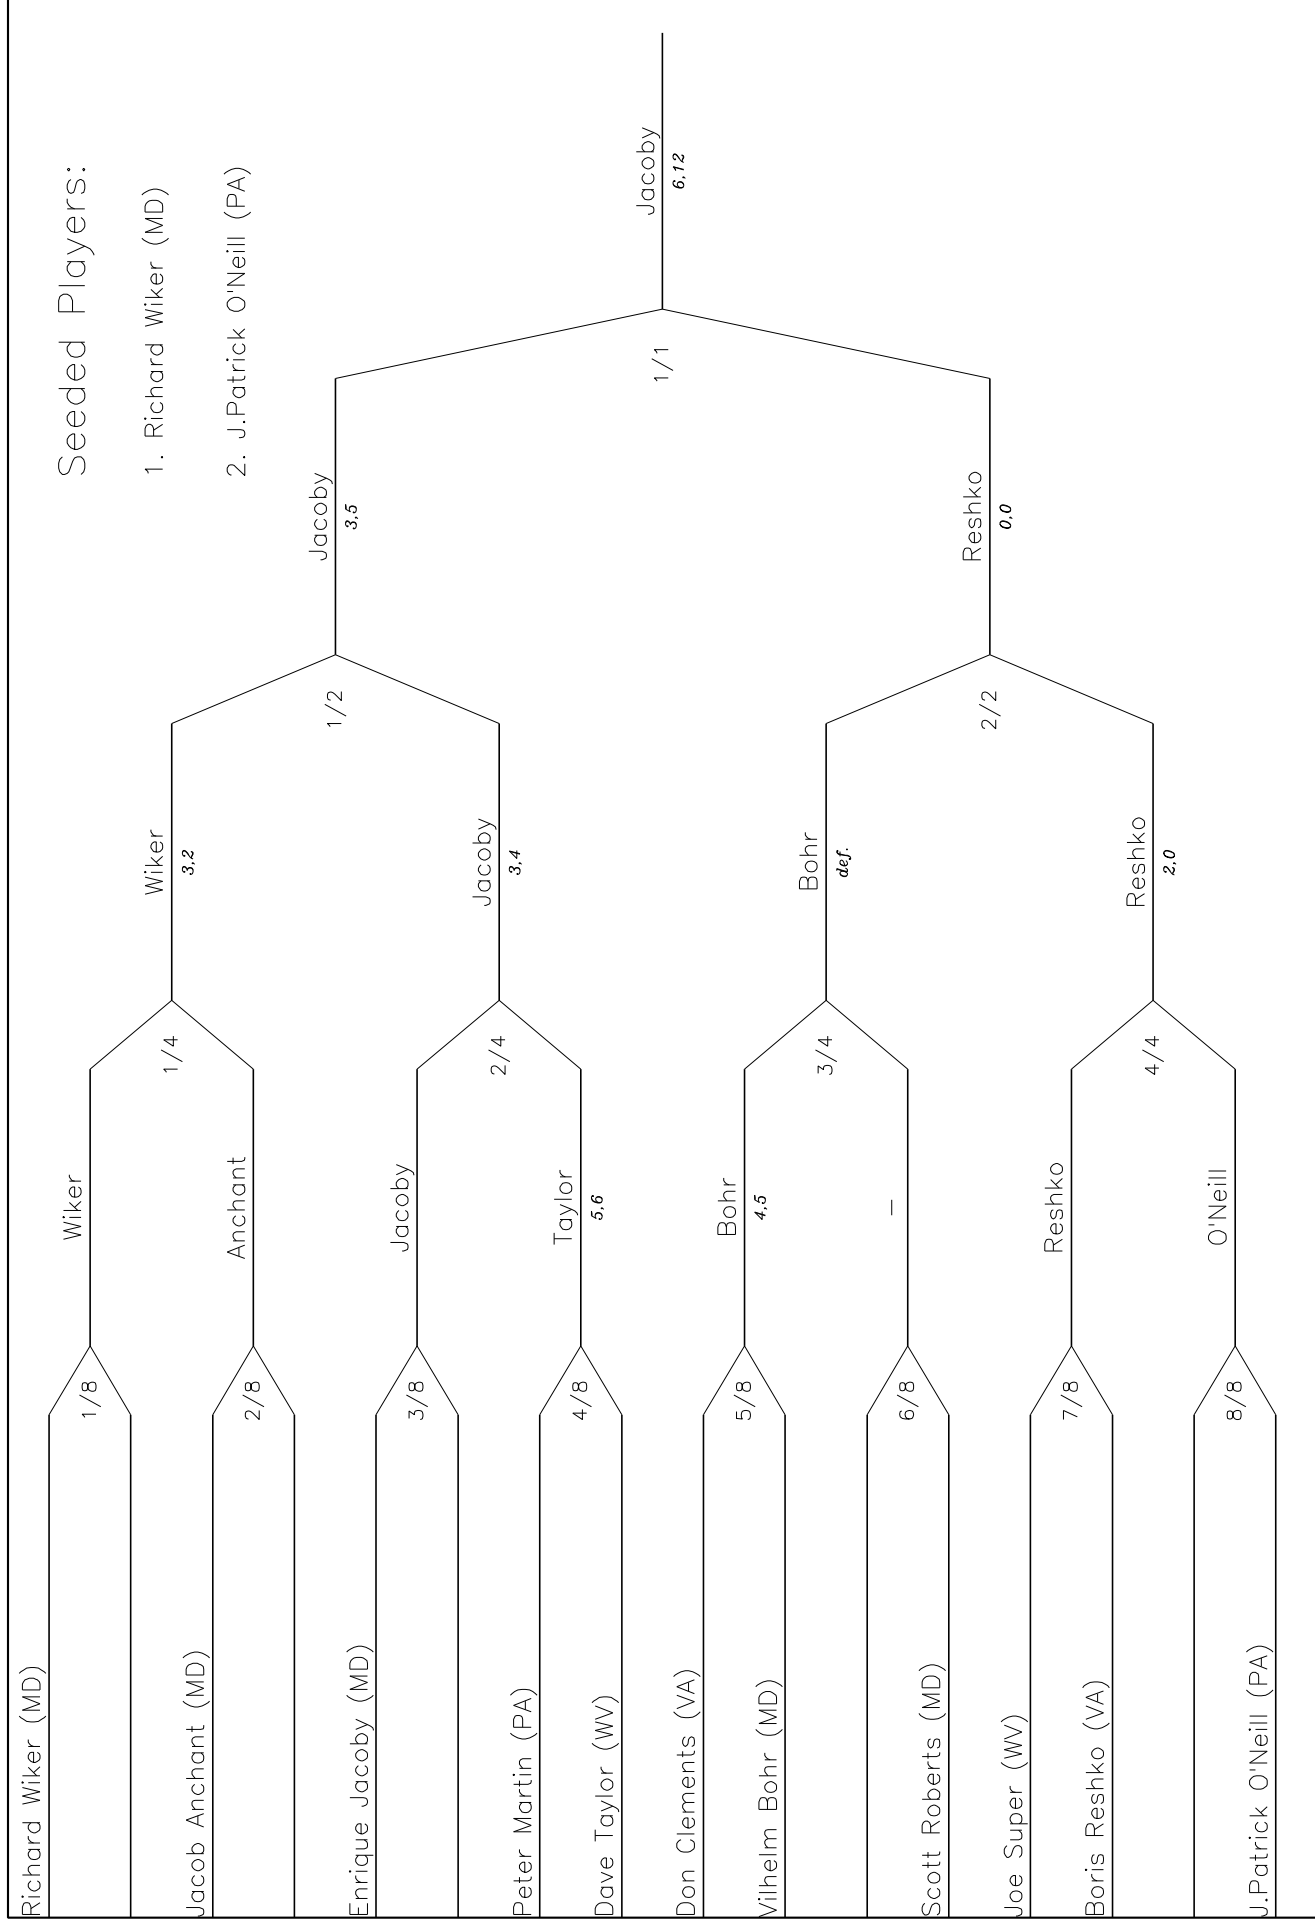 Seeded Players:
1. Richard Wiker (MD)
2. J.Patrick O'Neill (PA)
Richard Wiker (MD)
Jacob Anchant (MD)
Enrique Jacoby (MD)
Peter Martin (PA)
Dave Taylor (WV)
Don Clements (VA)
Vilhelm Bohr (MD)
Scott Roberts (MD)
Joe Super (WV)
Boris Reshko (VA)
J.Patrick O'Neill (PA)
1/8
2/8
3/8
4/8
5/8
6/8
7/8
8/8
Wiker
Anchant
Jacoby
Taylor
5,6
Bohr
4,5
–
Reshko
O'Neill
1/4
2/4
3/4
4/4
Wiker
3,2
Jacoby
3,4
Bohr
def.
Reshko
2,0
1/2
2/2
Jacoby
3,5
Reshko
0,0
1/1
Jacoby
6,12